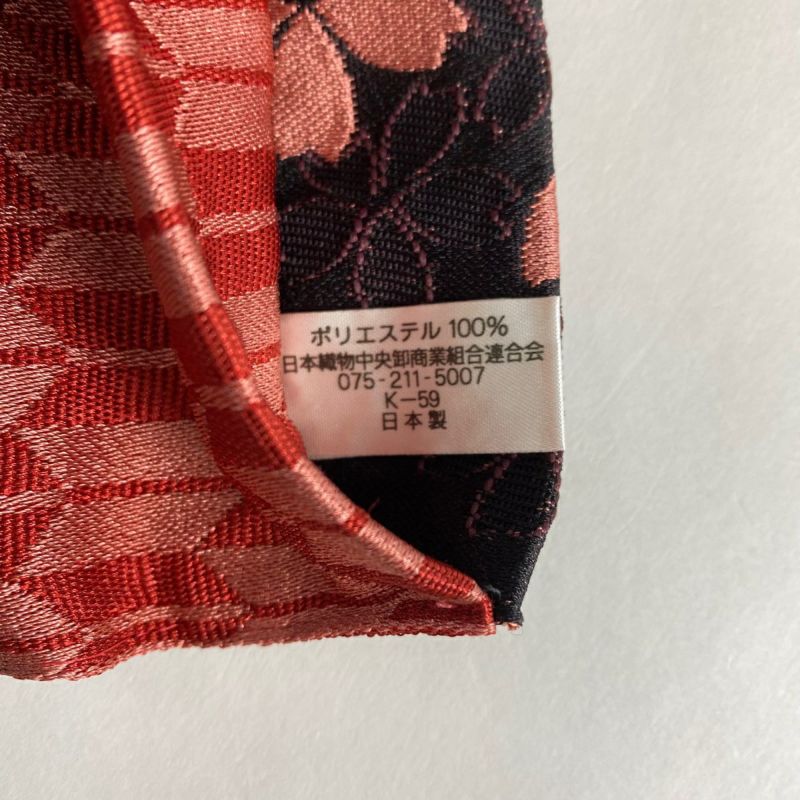 ポリエステル 100%
日本織物中央卸商業組合連合会
075-211-5007
K-59
日本製